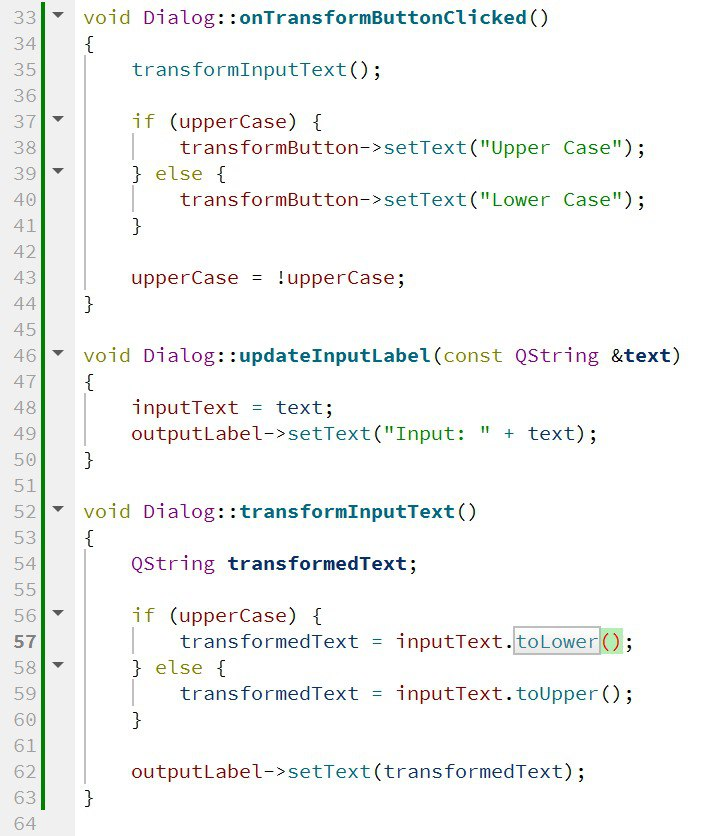 33 void Dialog::onTransformButtonClicked()
34 {
35     transformInputText();
36
37     if (upperCase) {
38         transformButton->setText("Upper Case");
39     } else {
40         transformButton->setText("Lower Case");
41     }
42
43     upperCase = !upperCase;
44 }
45
46 void Dialog::updateInputLabel(const QString &text)
47 {
48     inputText = text;
49     outputLabel->setText("Input: " + text);
50 }
51
52 void Dialog::transformInputText()
53 {
54     QString transformedText;
55
56     if (upperCase) {
57         transformedText = inputText.toLower();
58     } else {
59         transformedText = inputText.toUpper();
60     }
61
62     outputLabel->setText(transformedText);
63 }
64